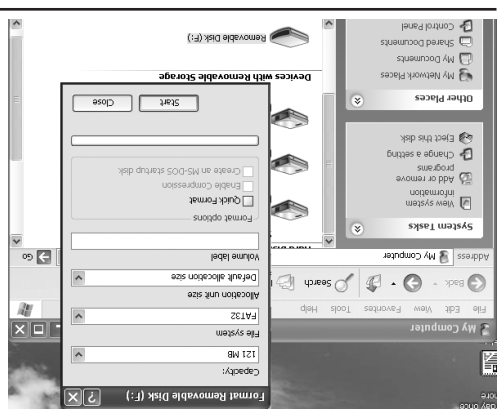 day once
more
My Computer
File Edit View Favorites Tools Help
Back
Search
Address My Computer
Go
System Tasks
View system
information
Add or remove
programs
Change a setting
Eject this disk
Other Places
My Network Places
My Documents
Shared Documents
Control Panel
Devices with Removable Storage
Removable Disk (F:)
Format Removable Disk (F:)
Capacity:
121 MB
File system
FAT32
Allocation unit size
Default allocation size
Volume label
Format options
Quick Format
Enable Compression
Create an MS-DOS startup disk
Start
Close